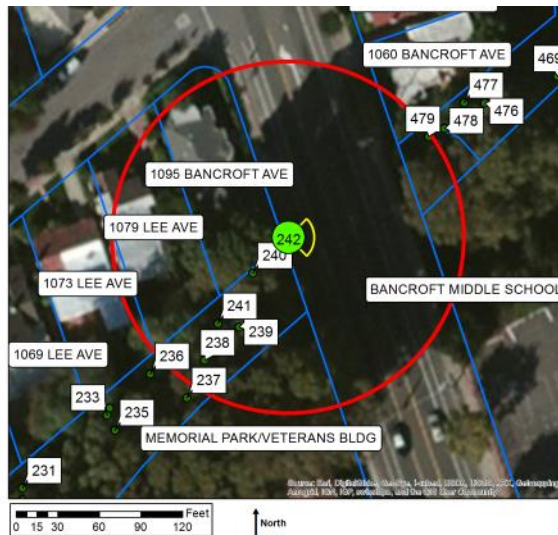 1060 BANCROFT AVE
469
477
476
479
478
1095 BANCROFT AVE
1079 LEE AVE
242
240
1073 LEE AVE
BANCROFT MIDDLE SCHOOL
241
239
238
1069 LEE AVE
236
237
233
235
MEMORIAL PARK/VETERANS BLDG
231
Feet
0 15 30 60 90 120
North